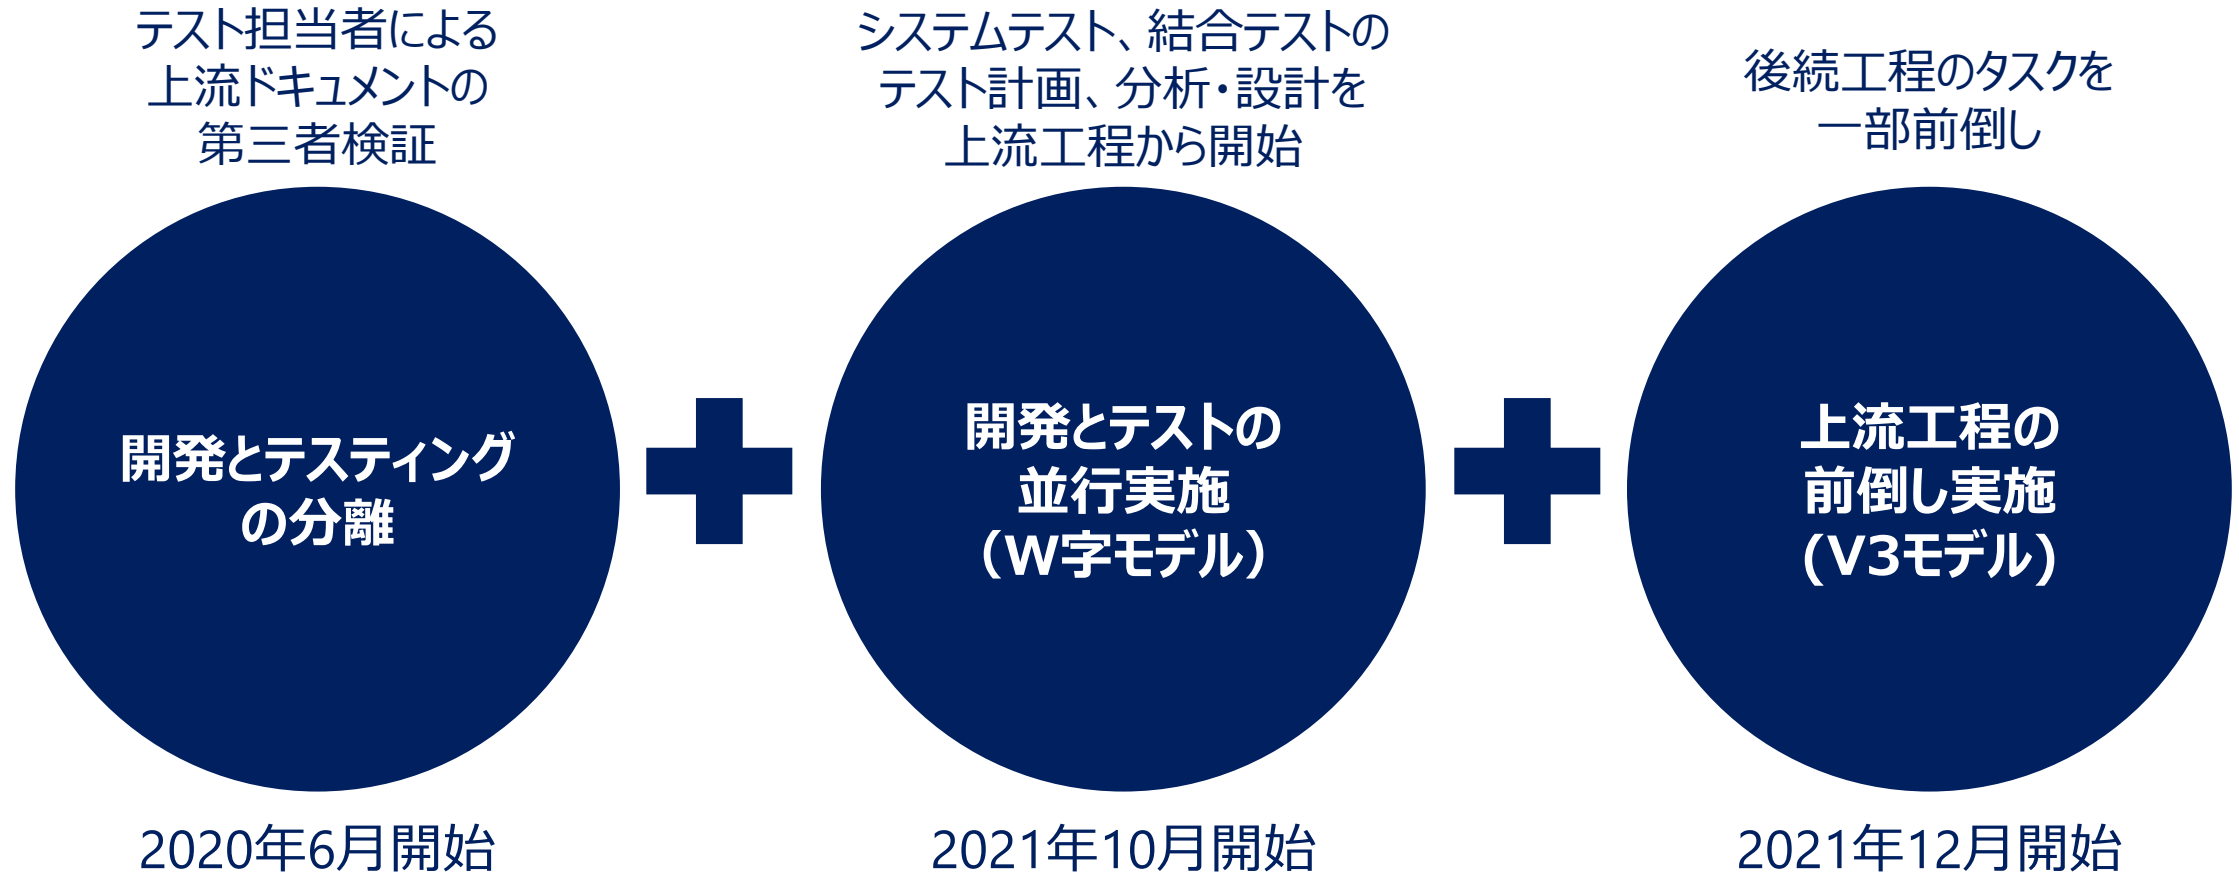 テスト担当者による
上流ドキュメントの
第三者検証
システムテスト、結合テストの
テスト計画、分析・設計を
上流工程から開始
後続工程のタスクを
一部前倒し
開発とテスティング
の分離
開発とテストの
並行実施
（W字モデル）
上流工程の
前倒し実施
(V3モデル)
2020年6月開始
2021年10月開始
2021年12月開始